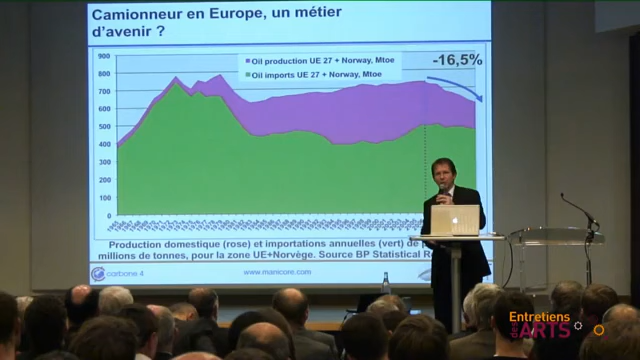 Camionneur en Europe, un métier
d'avenir ?
-16,5%
Oil production UE 27 + Norway, Mtoe
Oil imports UE 27 + Norway, Mtoe
900
800
700
600
500
400
300
200
100
0
Production domestique (rose) et importations annuelles (vert) de
millions de tonnes, pour la zone UE+Norvège. Source BP Statistical
carbone 4
www.manicore.com
Entretiens
des ARTS